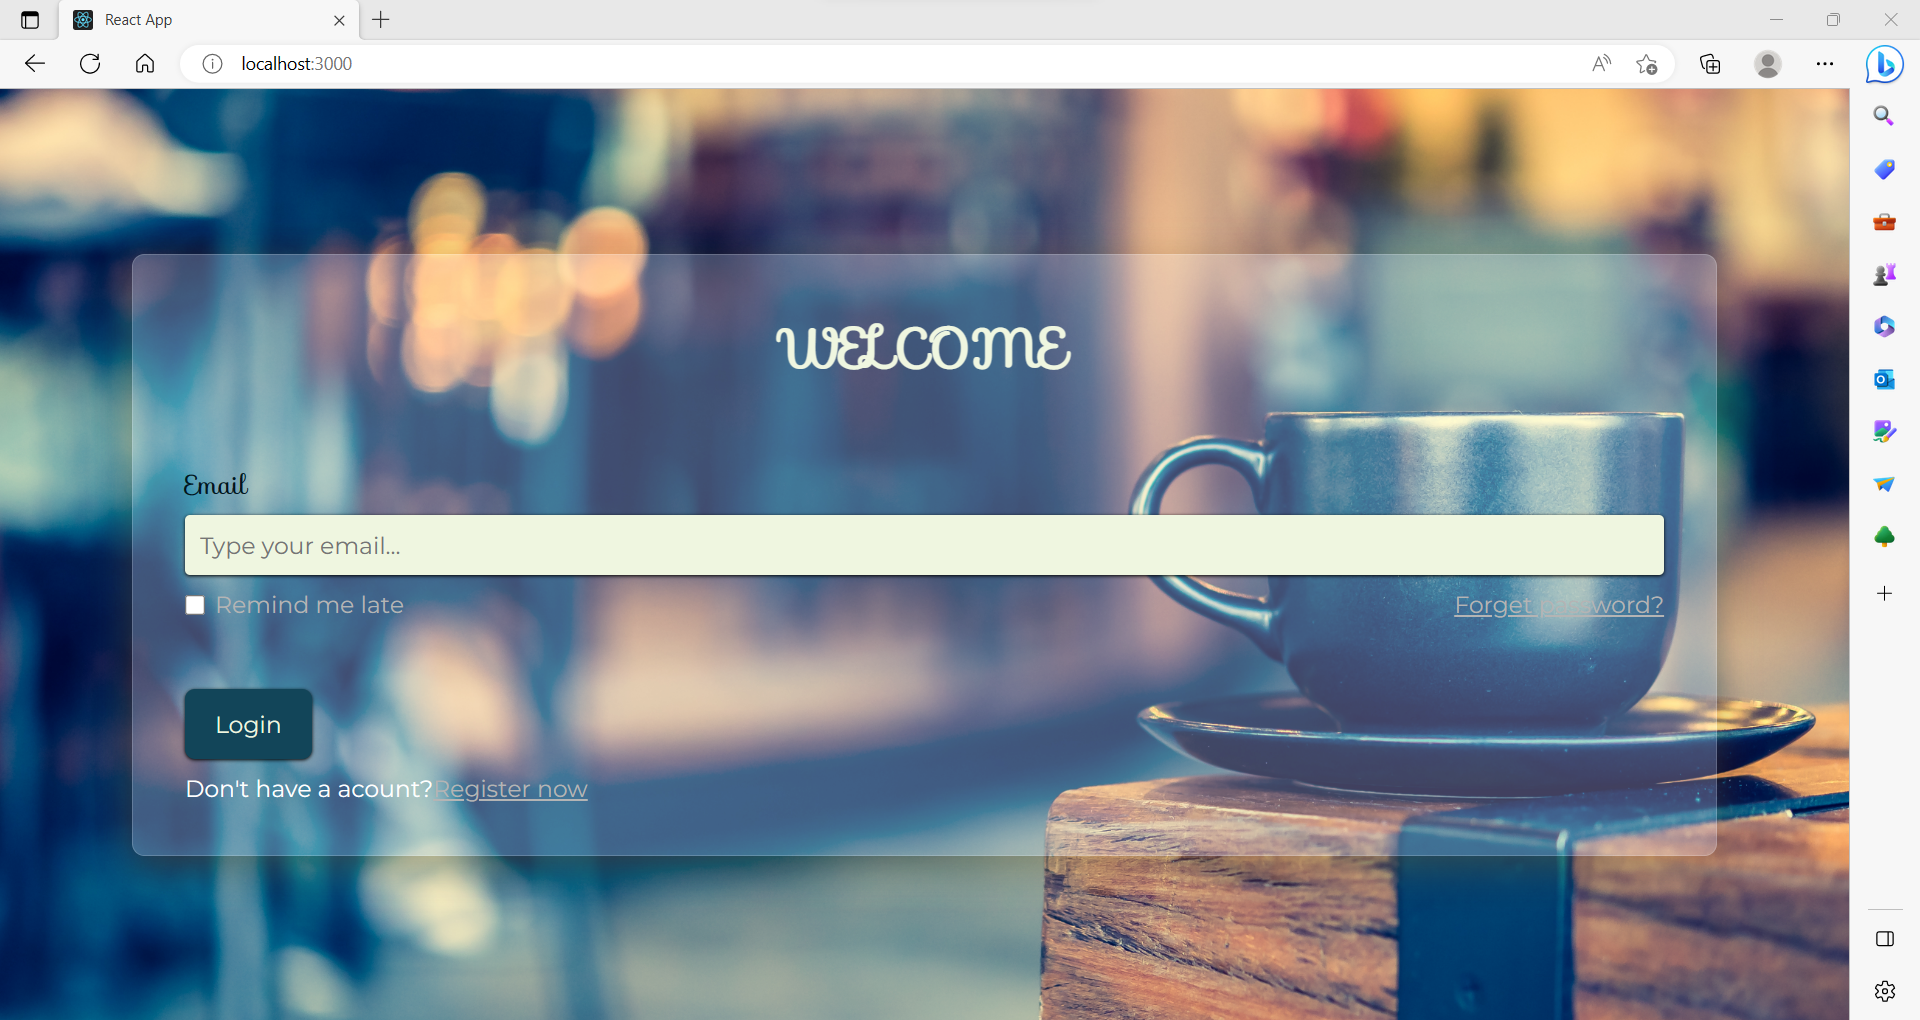 React App
localhost:3000
WELCOME
Email
Type your email...
Remind me late
Forget password?
Login
Don't have a acount?Register now